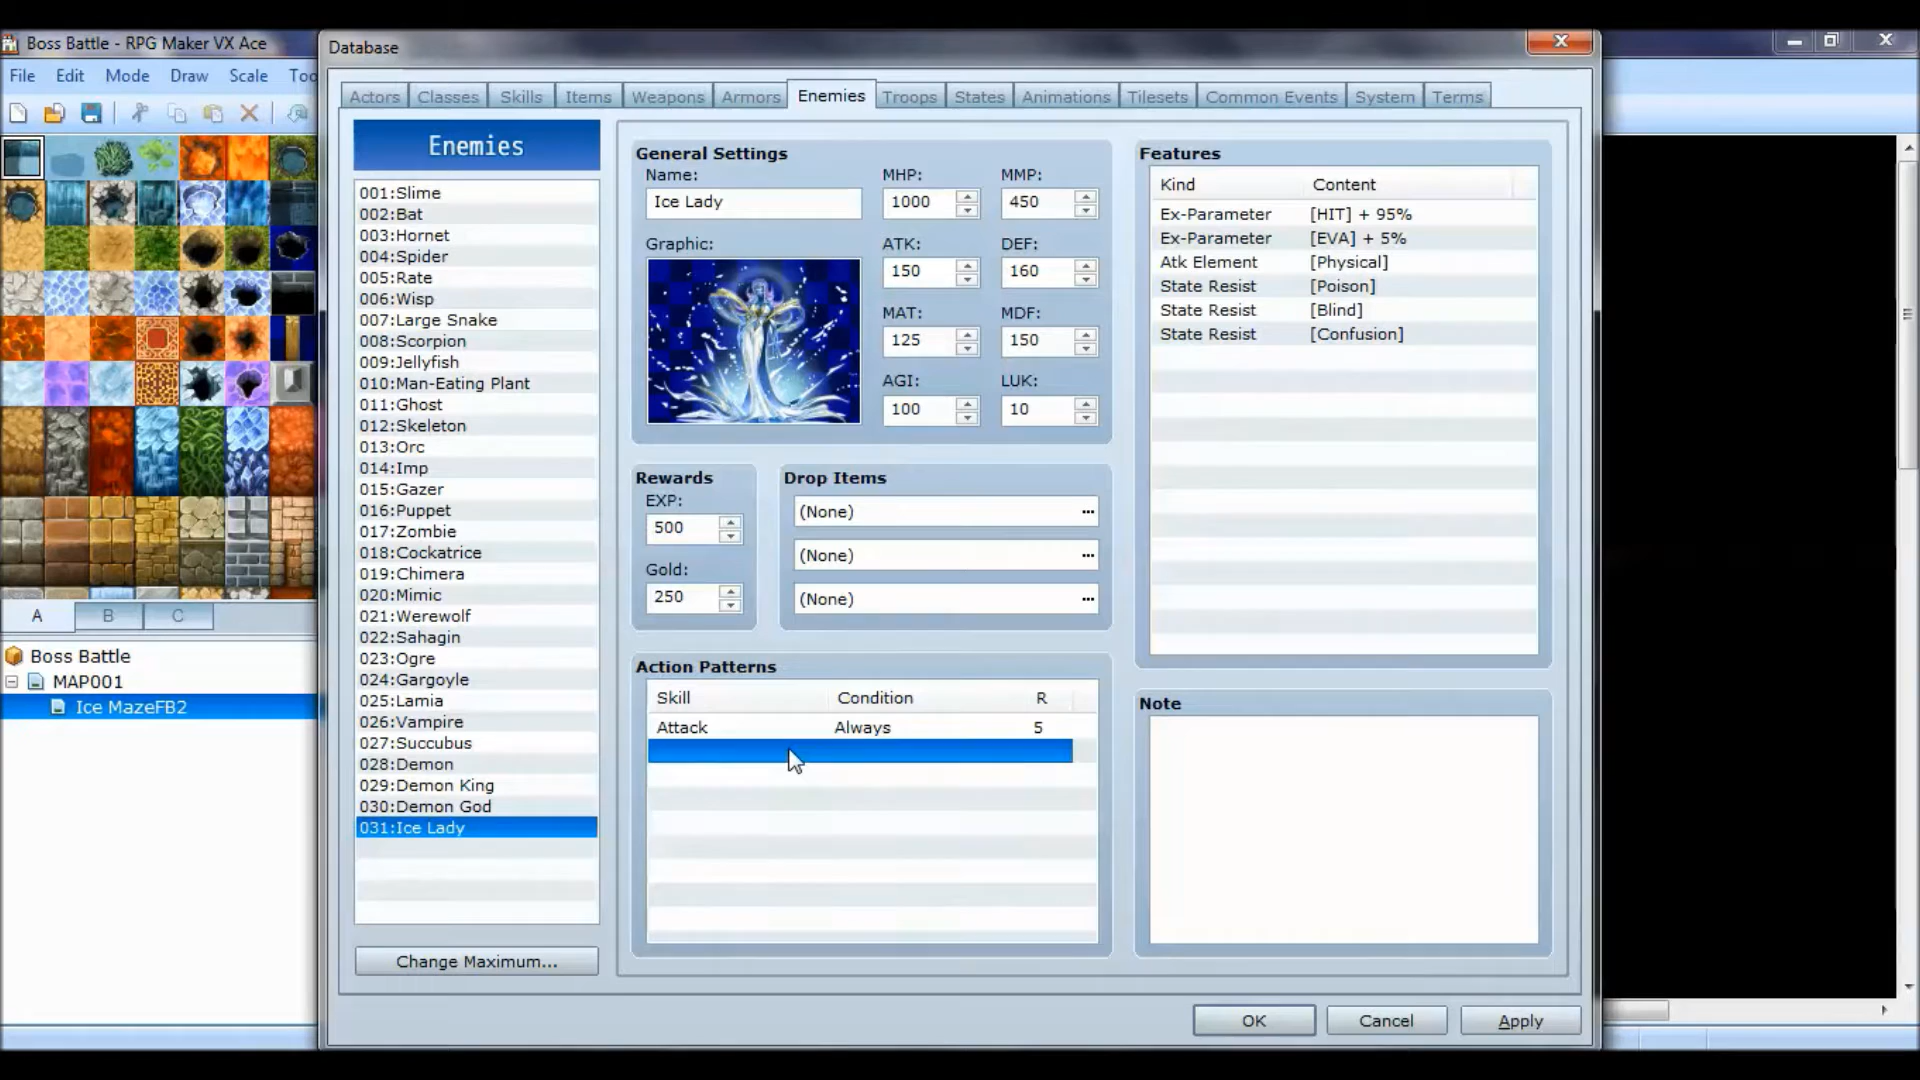 Boss Battle - RPG Maker VX Ace
File Edit Mode Draw Scale Too
A B C
Boss Battle
MAP001
Ice MazeFB2
Database
Actors Classes Skills Items Weapons Armors Enemies Troops States Animations Tilesets Common Events System Terms
Enemies
001:Slime
002:Bat
003:Hornet
004:Spider
005:Rate
006:Wisp
007:Large Snake
008:Scorpion
009:Jellyfish
010:Man-Eating Plant
011:Ghost
012:Skeleton
013:Orc
014:Imp
015:Gazer
016:Puppet
017:Zombie
018:Cockatrice
019:Chimera
020:Mimic
021:Werewolf
022:Sahagin
023:Ogre
024:Gargoyle
025:Lamia
026:Vampire
027:Succubus
028:Demon
029:Demon King
030:Demon God
031:Ice Lady
Change Maximum...
General Settings
Name: MHP: MMP:
Ice Lady 1000 450
Graphic: ATK: DEF:
150 160
MAT: MDF:
125 150
AGI: LUK:
100 10
Rewards
EXP:
500
Gold:
250
Drop Items
(None) ...
(None) ...
(None) ...
Action Patterns
Skill Condition R
Attack Always 5
Features
Kind Content
Ex-Parameter [HIT] + 95%
Ex-Parameter [EVA] + 5%
Atk Element [Physical]
State Resist [Poison]
State Resist [Blind]
State Resist [Confusion]
Note
OK Cancel Apply